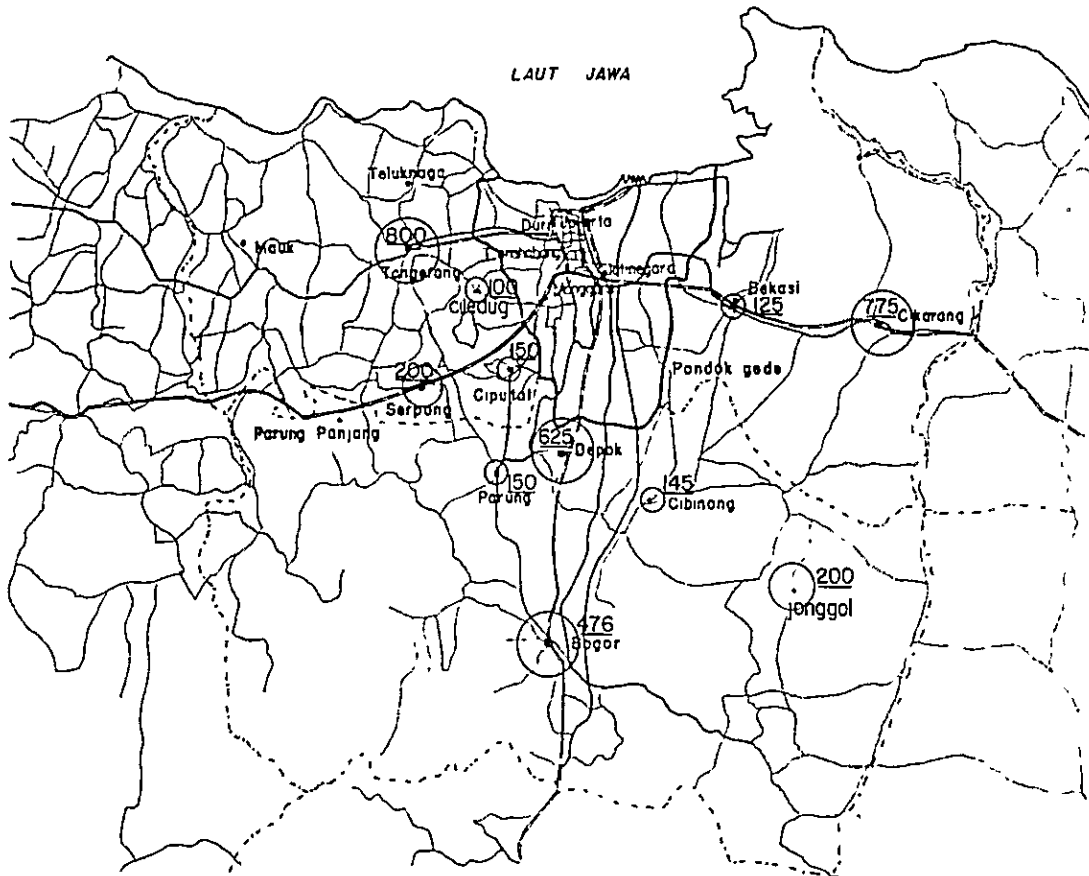 LAUT JAWA
Teluknaga
Mauk
800
Tangerang
100
Ciledug
Bekasi
125
775
Cikarang
150
Ciputat
200
Serpong
Pondok gede
Parung Panjang
625
Depok
150
Parung
145
Cibinong
200
jonggol
476
Bogor